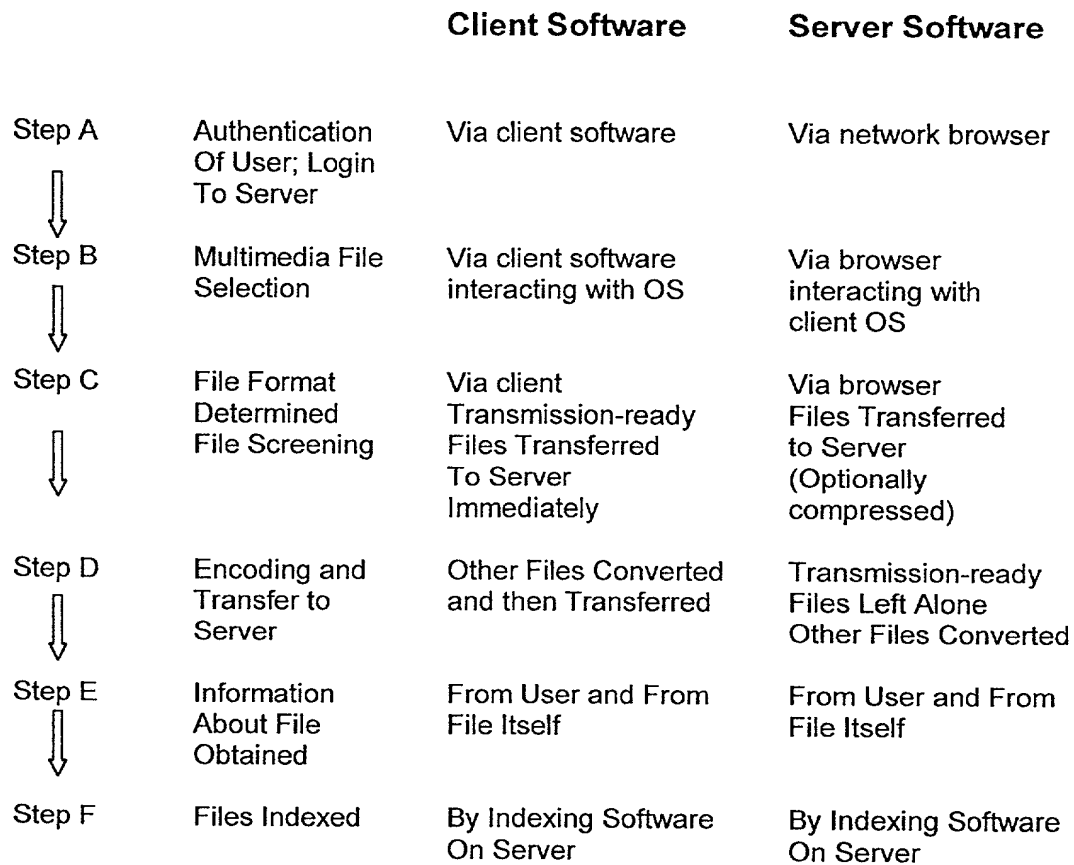 Client Software Server Software
Step A Authentication Via client software Via network browser
Of User; Login
To Server
Step B Multimedia File Via client software Via browser
Selection interacting with OS interacting with
client OS
Step C File Format Via client Via browser
Determined Transmission-ready Files Transferred
File Screening Files Transferred to Server
To Server (Optionally
Immediately compressed)
Step D Encoding and Other Files Converted Transmission-ready
Transfer to and then Transferred Files Left Alone
Server Other Files Converted
Step E Information From User and From From User and From
About File File Itself File Itself
Obtained
Step F Files Indexed By Indexing Software By Indexing Software
On Server On Server